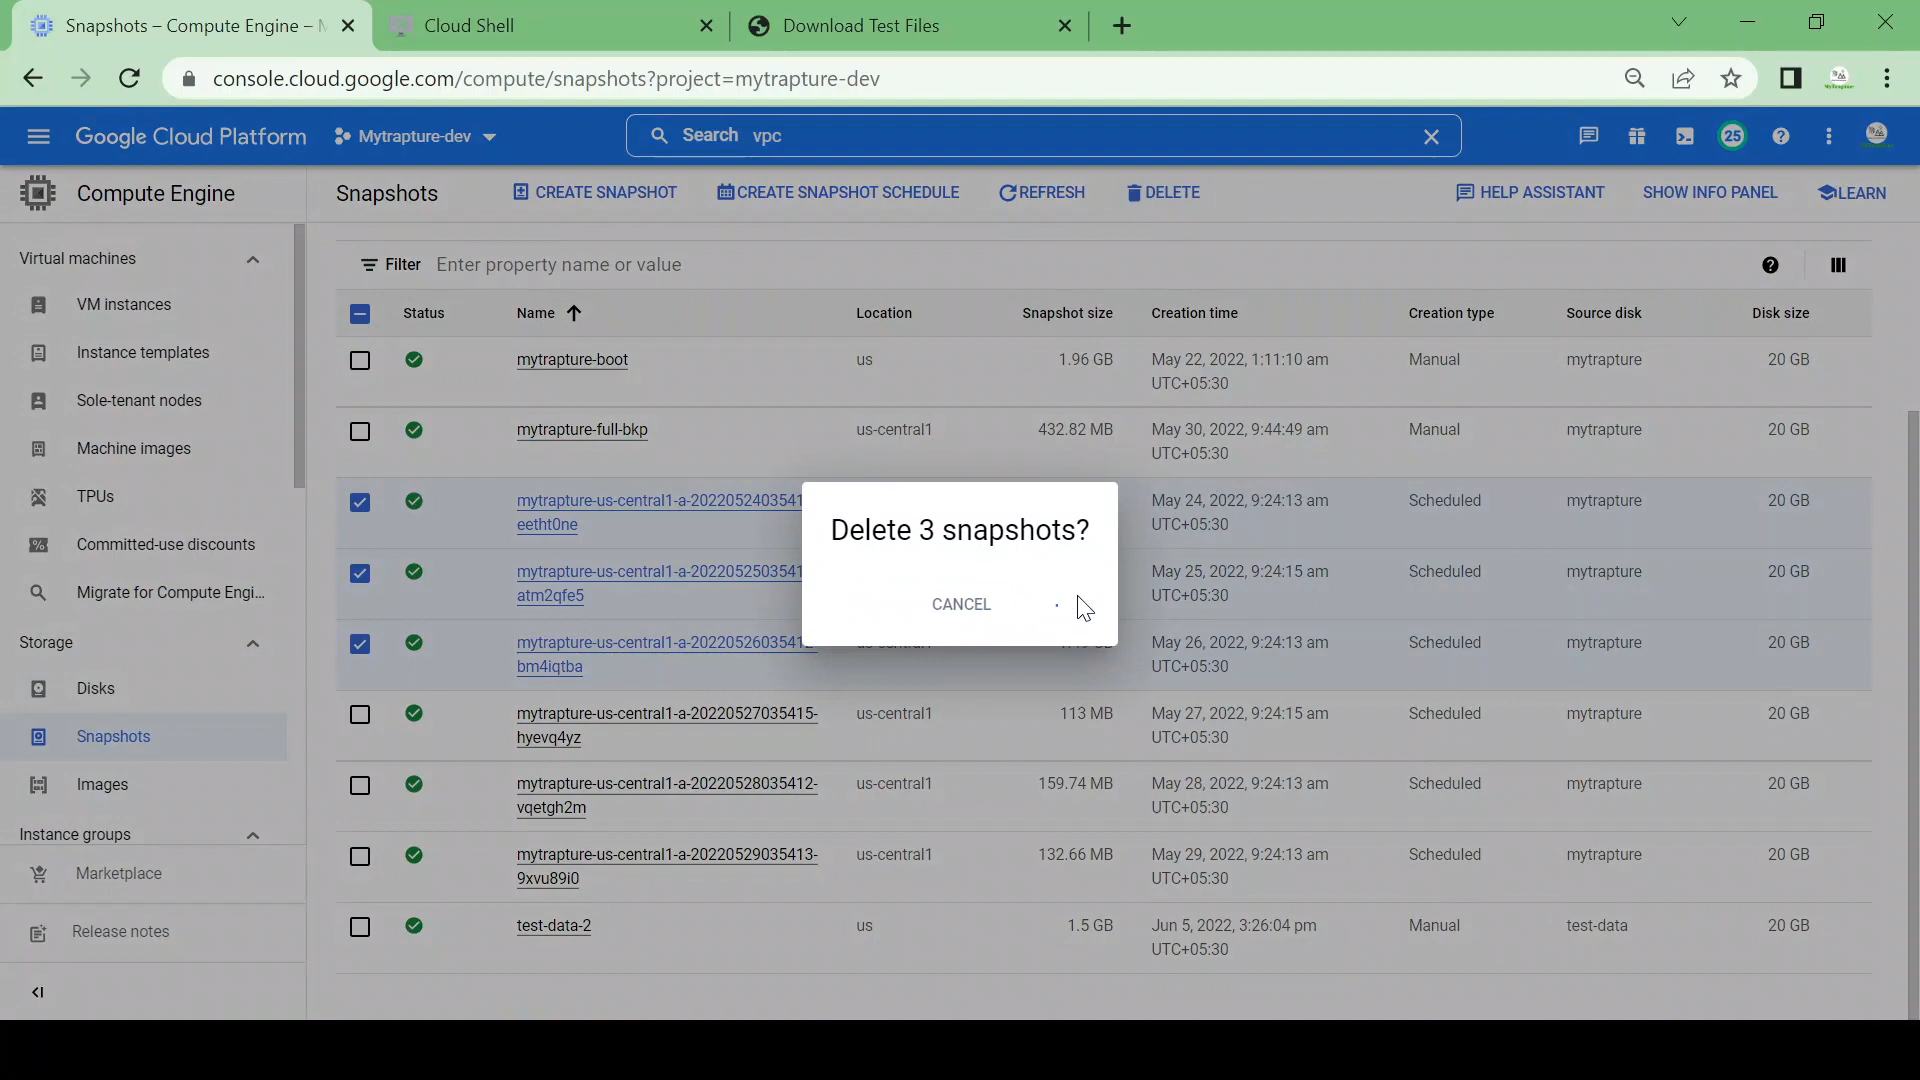 Snapshots – Compute Engine – M
Cloud Shell
Download Test Files
console.cloud.google.com/compute/snapshots?project=mytrapture-dev
Google Cloud Platform
Mytrapture-dev
Search vpc
25
Compute Engine
Snapshots
CREATE SNAPSHOT
CREATE SNAPSHOT SCHEDULE
REFRESH
DELETE
HELP ASSISTANT
SHOW INFO PANEL
LEARN
Virtual machines
VM instances
Instance templates
Sole-tenant nodes
Machine images
TPUs
Committed-use discounts
Migrate for Compute Engi...
Storage
Disks
Snapshots
Images
Instance groups
Marketplace
Release notes
Filter Enter property name or value
Status Name Location Snapshot size Creation time Creation type Source disk Disk size
mytrapture-boot us 1.96 GB May 22, 2022, 1:11:10 am Manual mytrapture 20 GB
UTC+05:30
mytrapture-full-bkp us-central1 432.82 MB May 30, 2022, 9:44:49 am Manual mytrapture 20 GB
UTC+05:30
mytrapture-us-central1-a-2022052403541 May 24, 2022, 9:24:13 am Scheduled mytrapture 20 GB
eetht0ne UTC+05:30
mytrapture-us-central1-a-2022052503541 May 25, 2022, 9:24:15 am Scheduled mytrapture 20 GB
atm2qfe5 UTC+05:30
mytrapture-us-central1-a-20220526035412- May 26, 2022, 9:24:13 am Scheduled mytrapture 20 GB
bm4iqtba UTC+05:30
mytrapture-us-central1-a-20220527035415- us-central1 113 MB May 27, 2022, 9:24:15 am Scheduled mytrapture 20 GB
hyevq4yz UTC+05:30
mytrapture-us-central1-a-20220528035412- us-central1 159.74 MB May 28, 2022, 9:24:13 am Scheduled mytrapture 20 GB
vqetgh2m UTC+05:30
mytrapture-us-central1-a-20220529035413- us-central1 132.66 MB May 29, 2022, 9:24:13 am Scheduled mytrapture 20 GB
9xvu89i0 UTC+05:30
test-data-2 us 1.5 GB Jun 5, 2022, 3:26:04 pm Manual test-data 20 GB
UTC+05:30
Delete 3 snapshots?
CANCEL